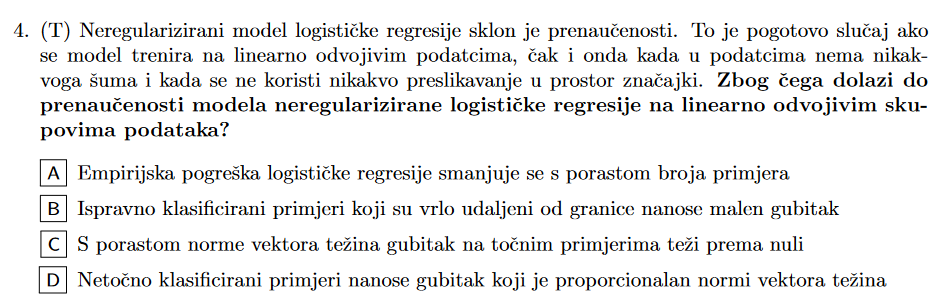 4. (T) Neregularizirani model logističke regresije sklon je prenaučenosti. To je pogotovo slučaj ako
se model trenira na linearno odvojivim podatcima, čak i onda kada u podatcima nema nikak-
voga šuma i kada se ne koristi nikakvo preslikavanje u prostor značajki. Zbog čega dolazi do
prenaučenosti modela neregularizirane logističke regresije na linearno odvojivim sku-
povima podataka?
A Empirijska pogreška logističke regresije smanjuje se s porastom broja primjera
B Ispravno klasificirani primjeri koji su vrlo udaljeni od granice nanose malen gubitak
C S porastom norme vektora težina gubitak na točnim primjerima teži prema nuli
D Netočno klasificirani primjeri nanose gubitak koji je proporcionalan normi vektora težina